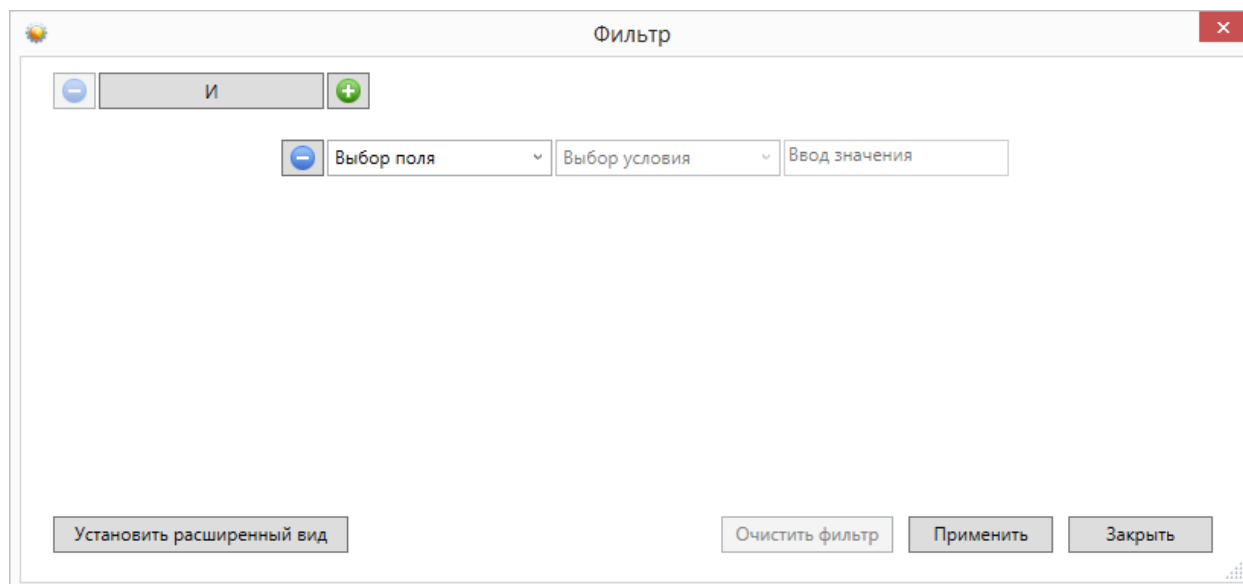 Фильтр
И
Выбор поля Выбор условия Ввод значения
Установить расширенный вид Очистить фильтр Применить Закрыть